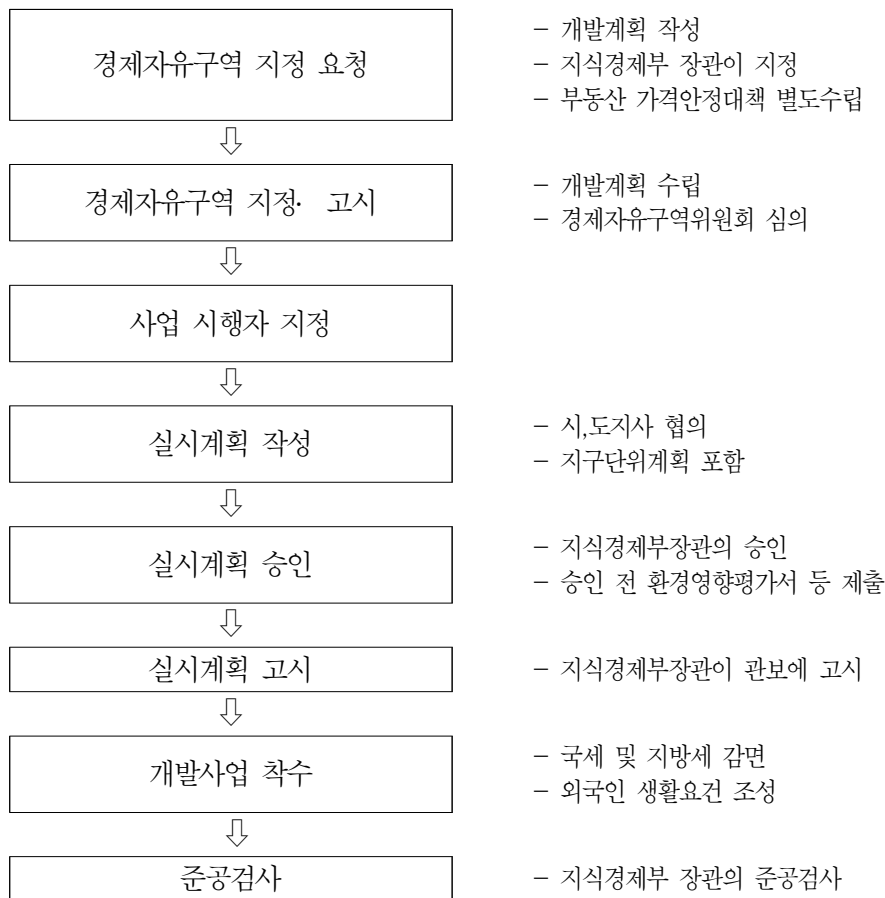 경제자유구역 지정 요청
- 개발계획 작성
- 지식경제부 장관이 지정
- 부동산 가격안정대책 별도수립
⇩
경제자유구역 지정· 고시
- 개발계획 수립
- 경제자유구역위원회 심의
⇩
사업 시행자 지정
⇩
실시계획 작성
- 시,도지사 협의
- 지구단위계획 포함
⇩
실시계획 승인
- 지식경제부장관의 승인
- 승인 전 환경영향평가서 등 제출
⇩
실시계획 고시
- 지식경제부장관이 관보에 고시
⇩
개발사업 착수
- 국세 및 지방세 감면
- 외국인 생활요건 조성
⇩
준공검사
- 지식경제부 장관의 준공검사